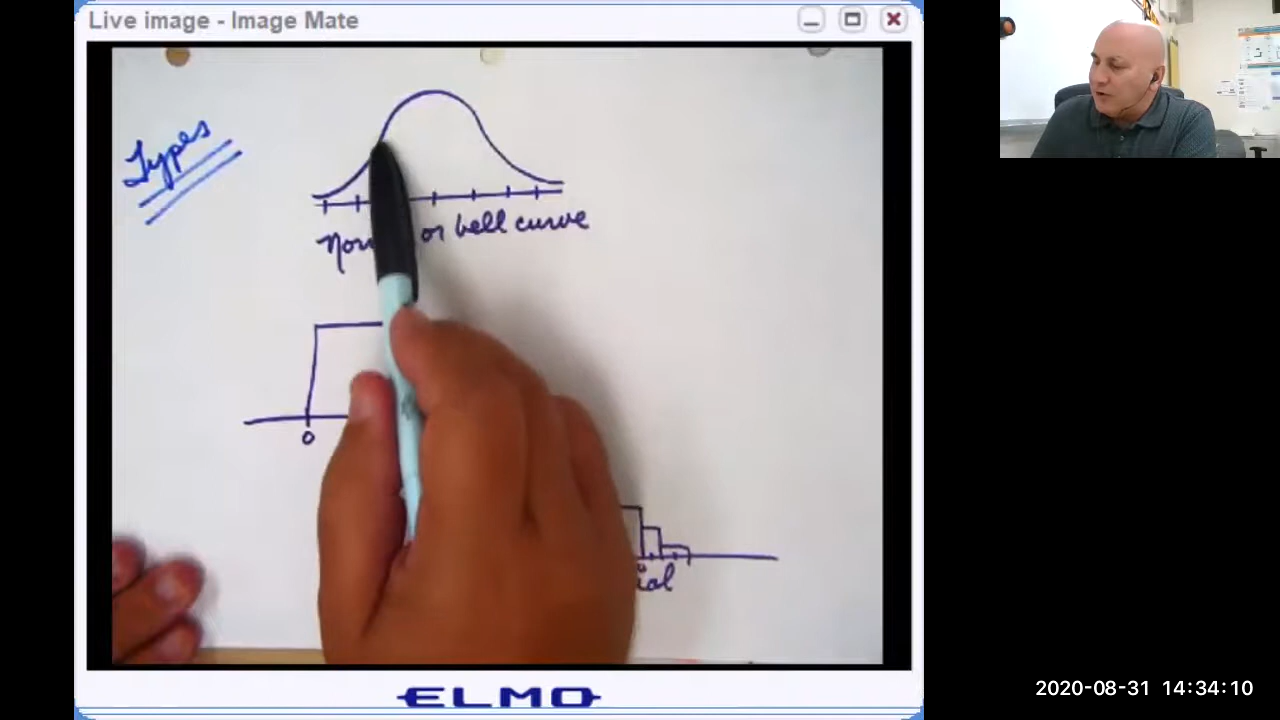 Live image - Image Mate
Types
or bell curve
0
ELMO
2020-08-31 14:34:10